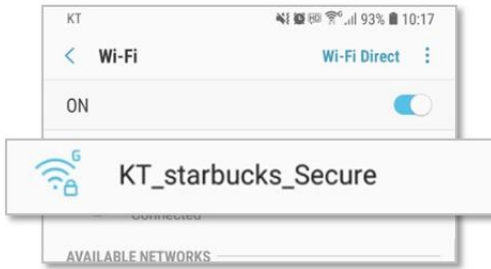 KT 93% 10:17
Wi-Fi Wi-Fi Direct
ON
G
KT_starbucks_Secure
Connected
AVAILABLE NETWORKS